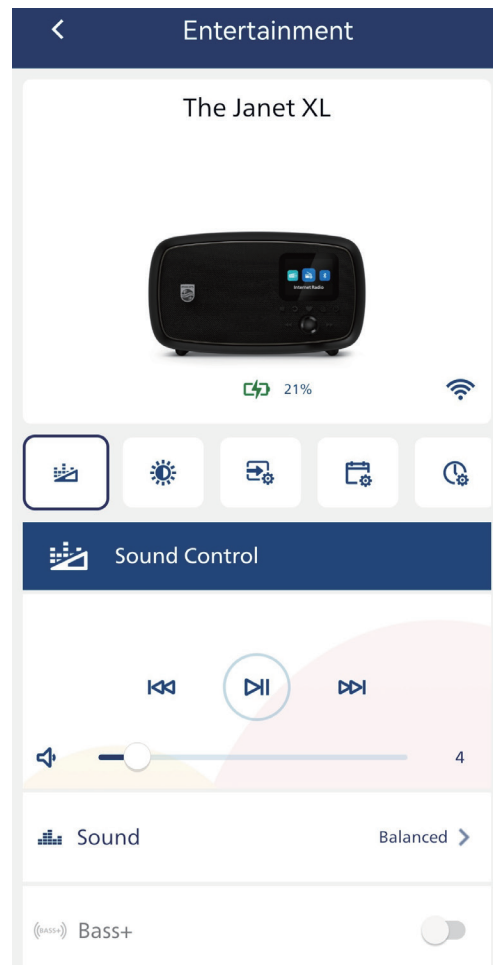 Entertainment
The Janet XL
Internet Radio
21%
Sound Control
4
Sound
Balanced
BASS+
Bass+